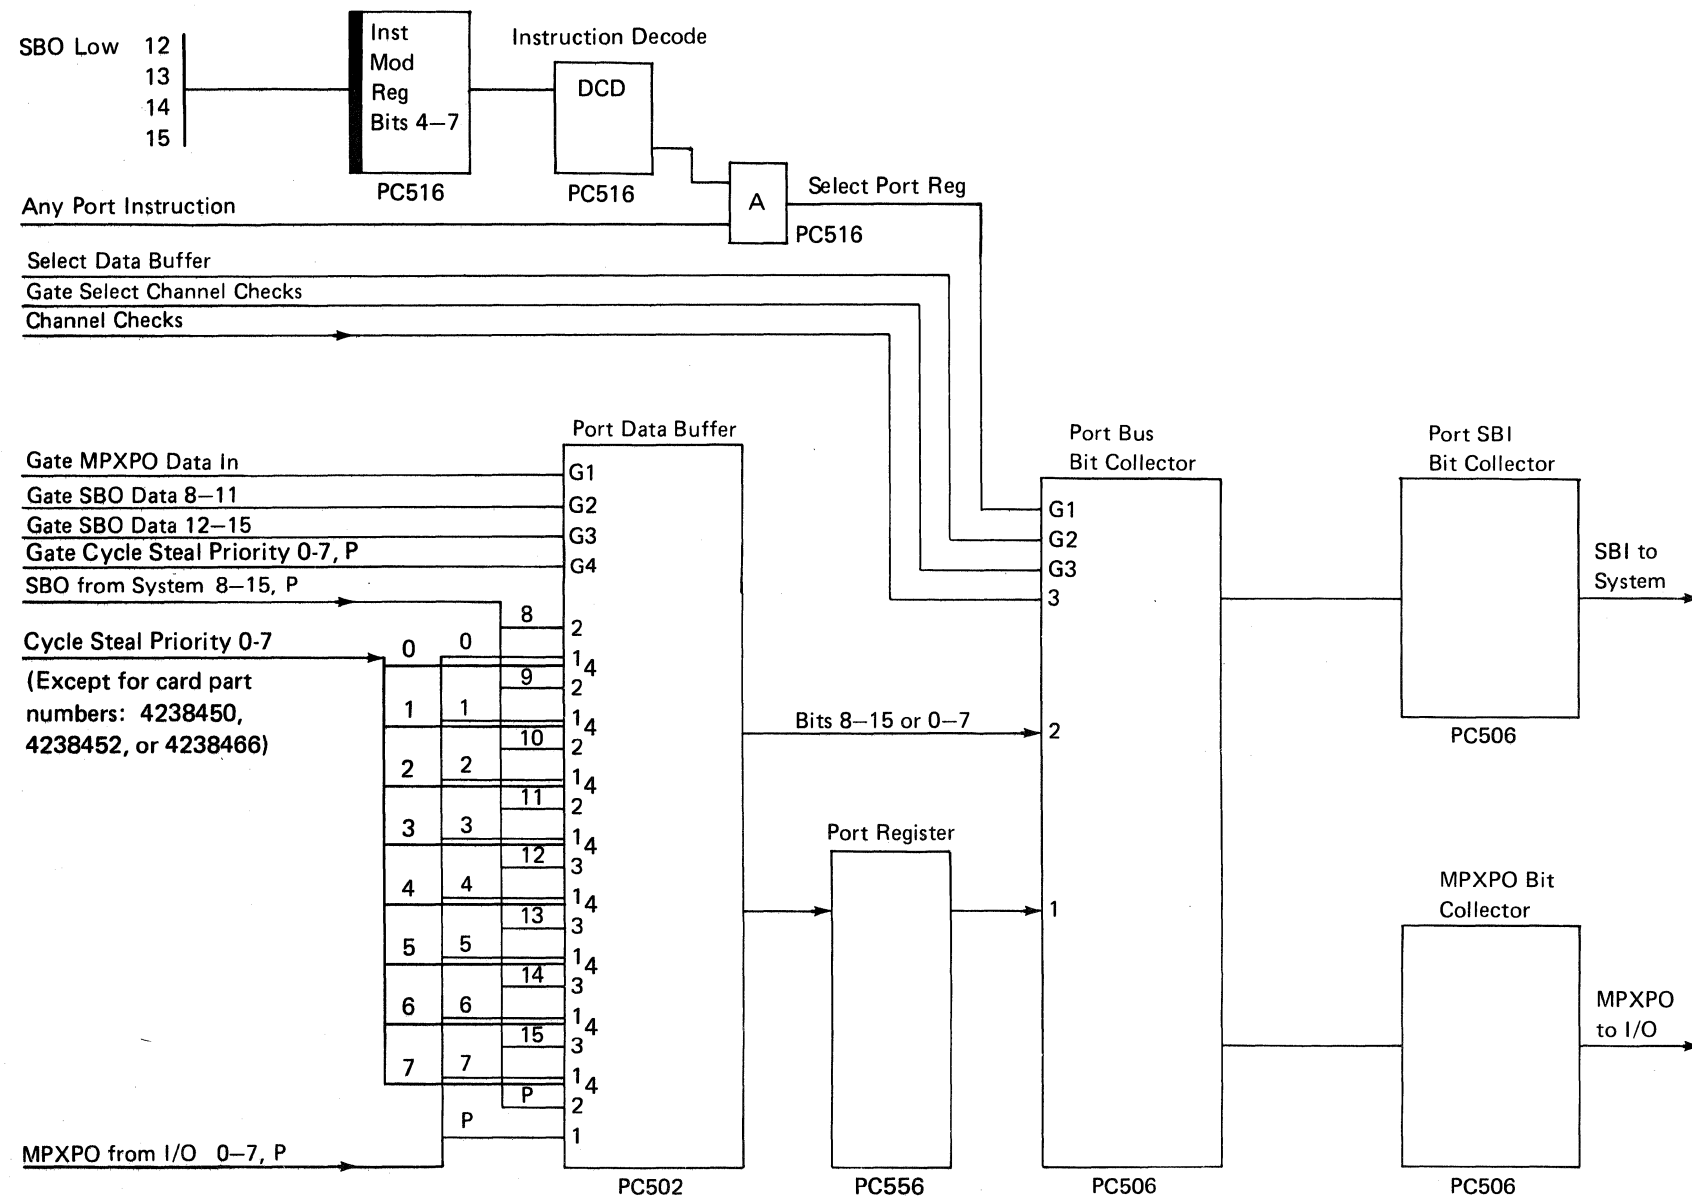 SBO Low 12
13
14
15
Inst
Mod
Reg
Bits 4–7
PC516
Instruction Decode
DCD
PC516
A
PC516
Select Port Reg
Any Port Instruction
Select Data Buffer
Gate Select Channel Checks
Channel Checks
Port Data Buffer
Gate MPXPO Data In
G1
Gate SBO Data 8–11
G2
Gate SBO Data 12–15
G3
Gate Cycle Steal Priority 0-7, P
G4
SBO from System 8–15, P
Cycle Steal Priority 0-7
(Except for card part
numbers: 4238450,
4238452, or 4238466)
8 2
0 0 1 4
9 2
1 1 1 4
10 2
2 2 1 4
11 2
3 3 1 4
12 3
4 4 1 4
13 3
5 5 1 4
14 3
6 6 1 4
15 3
7 7 1 4
P 2
P 1
MPXPO from I/O 0–7, P
PC502
Bits 8–15 or 0–7
Port Register
PC556
Port Bus
Bit Collector
G1
G2
G3
3
2
1
PC506
Port SBI
Bit Collector
PC506
SBI to
System
MPXPO Bit
Collector
PC506
MPXPO
to I/O